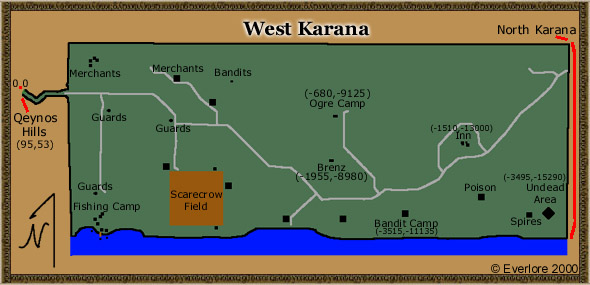 West Karana
North Karana
Merchants
Merchants
Bandits
0,0
Qeynos
Hills
(95,53)
Guards
Guards
(-680,-9125)
Ogre Camp
(-1510,-13000)
Inn
Brenz
(-1955,-8980)
(-3495,-15290)
Undead
Area
Poison
Guards
Fishing Camp
Scarecrow
Field
Spires
Bandit Camp
(-3515,-11135)
N
© Everlore 2000